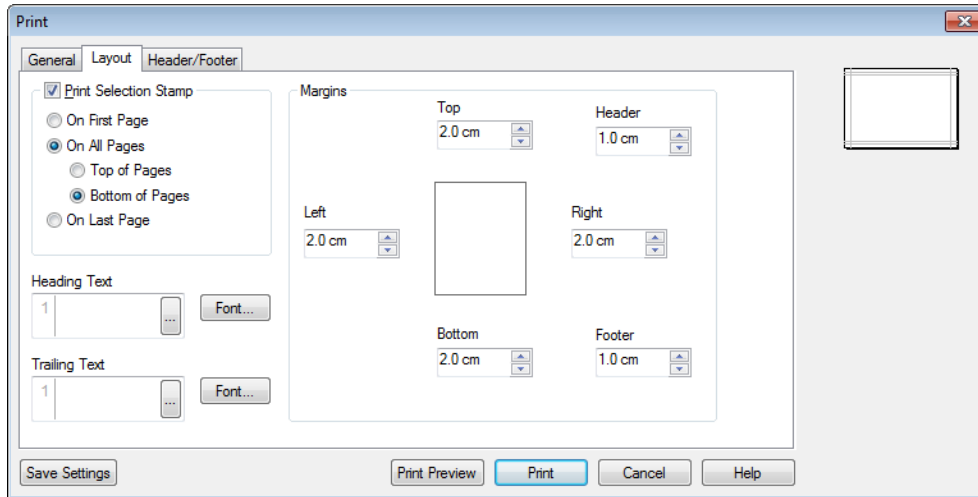 Print
General Layout Header/Footer
Print Selection Stamp
On First Page
On All Pages
Top of Pages
Bottom of Pages
On Last Page
Heading Text
1 ... Font...
Trailing Text
1 ... Font...
Margins
Top
2.0 cm
Header
1.0 cm
Left
2.0 cm
Right
2.0 cm
Bottom
2.0 cm
Footer
1.0 cm
Save Settings Print Preview Print Cancel Help